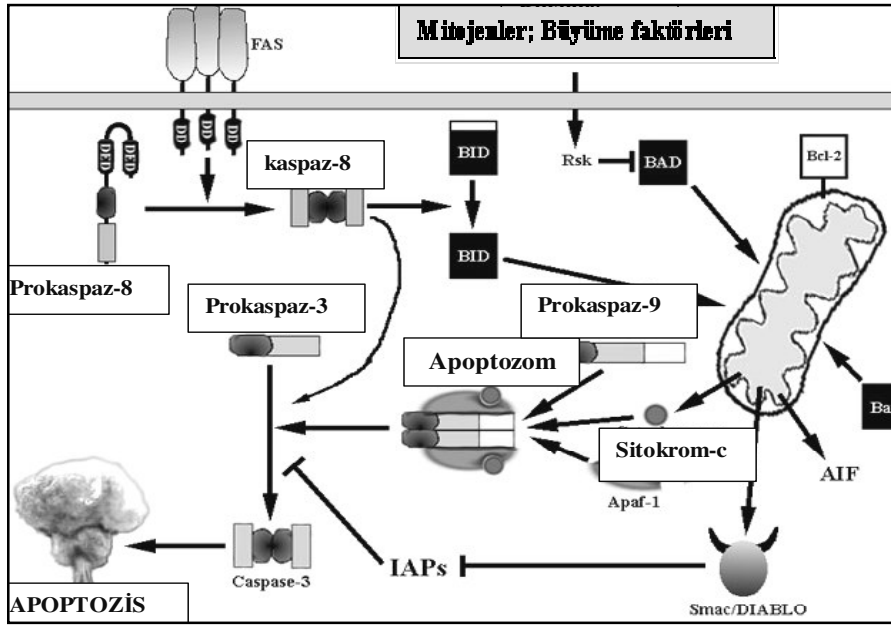 Mitojenler; Büyüme faktörleri
FAS
DD
DD
DD
DED
DED
kaspaz-8
BID
Rsk
BAD
Bcl-2
BID
Prokaspaz-8
Prokaspaz-3
Prokaspaz-9
Apoptozom
Sitokrom-c
Apaf-1
AIF
IAPs
Caspase-3
Smac/DIABLO
APOPTOZİS